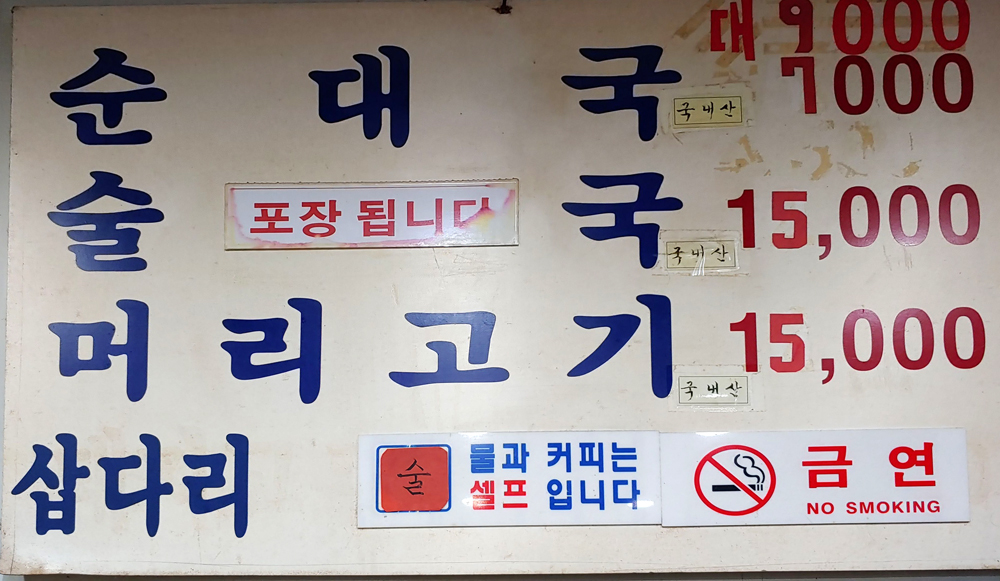 순대국 국내산 대 9000
7000
술국 국내산 15,000
포장 됩니다
머리고기 국내산 15,000
삽다리
술
물과 커피는
셀프 입니다
금연
NO SMOKING